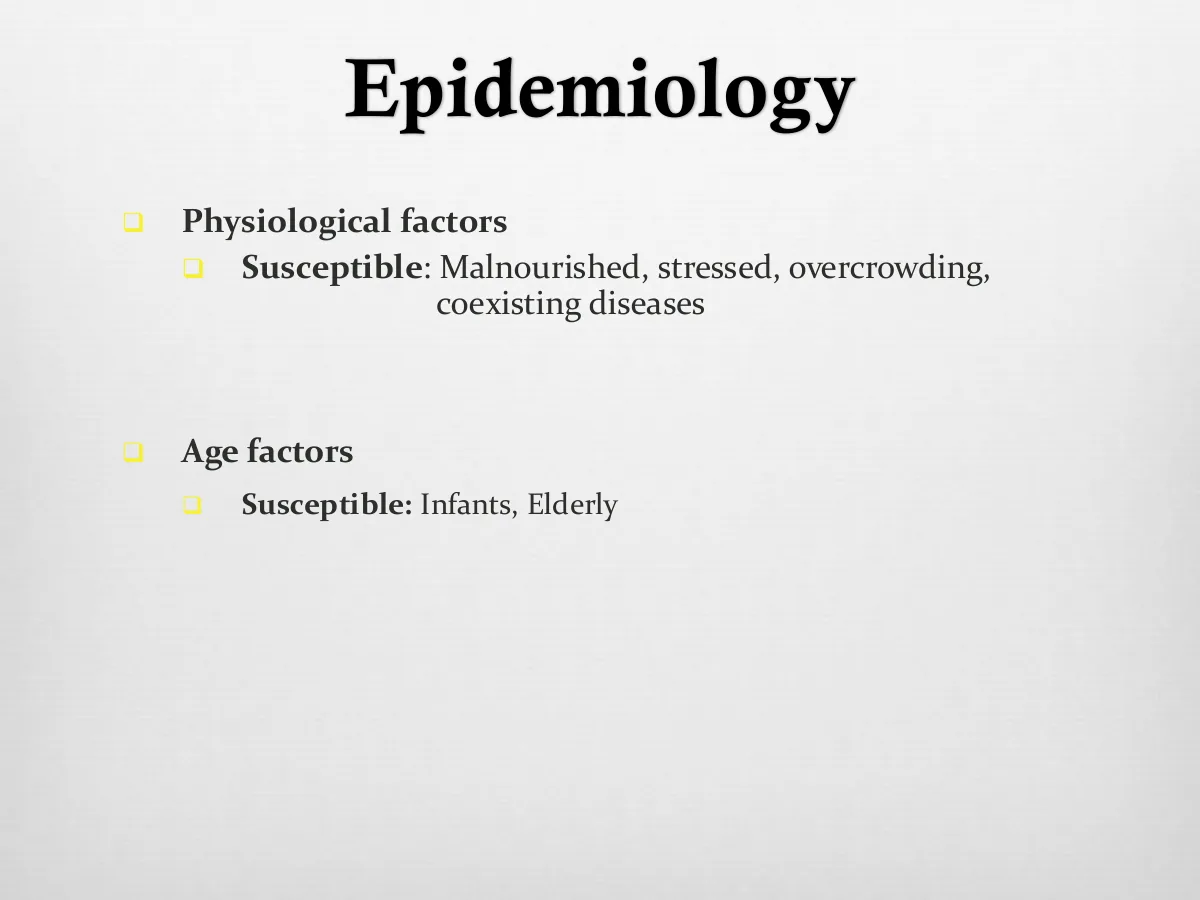 Epidemiology
Physiological factors
Susceptible: Malnourished, stressed, overcrowding,
coexisting diseases
Age factors
Susceptible: Infants, Elderly